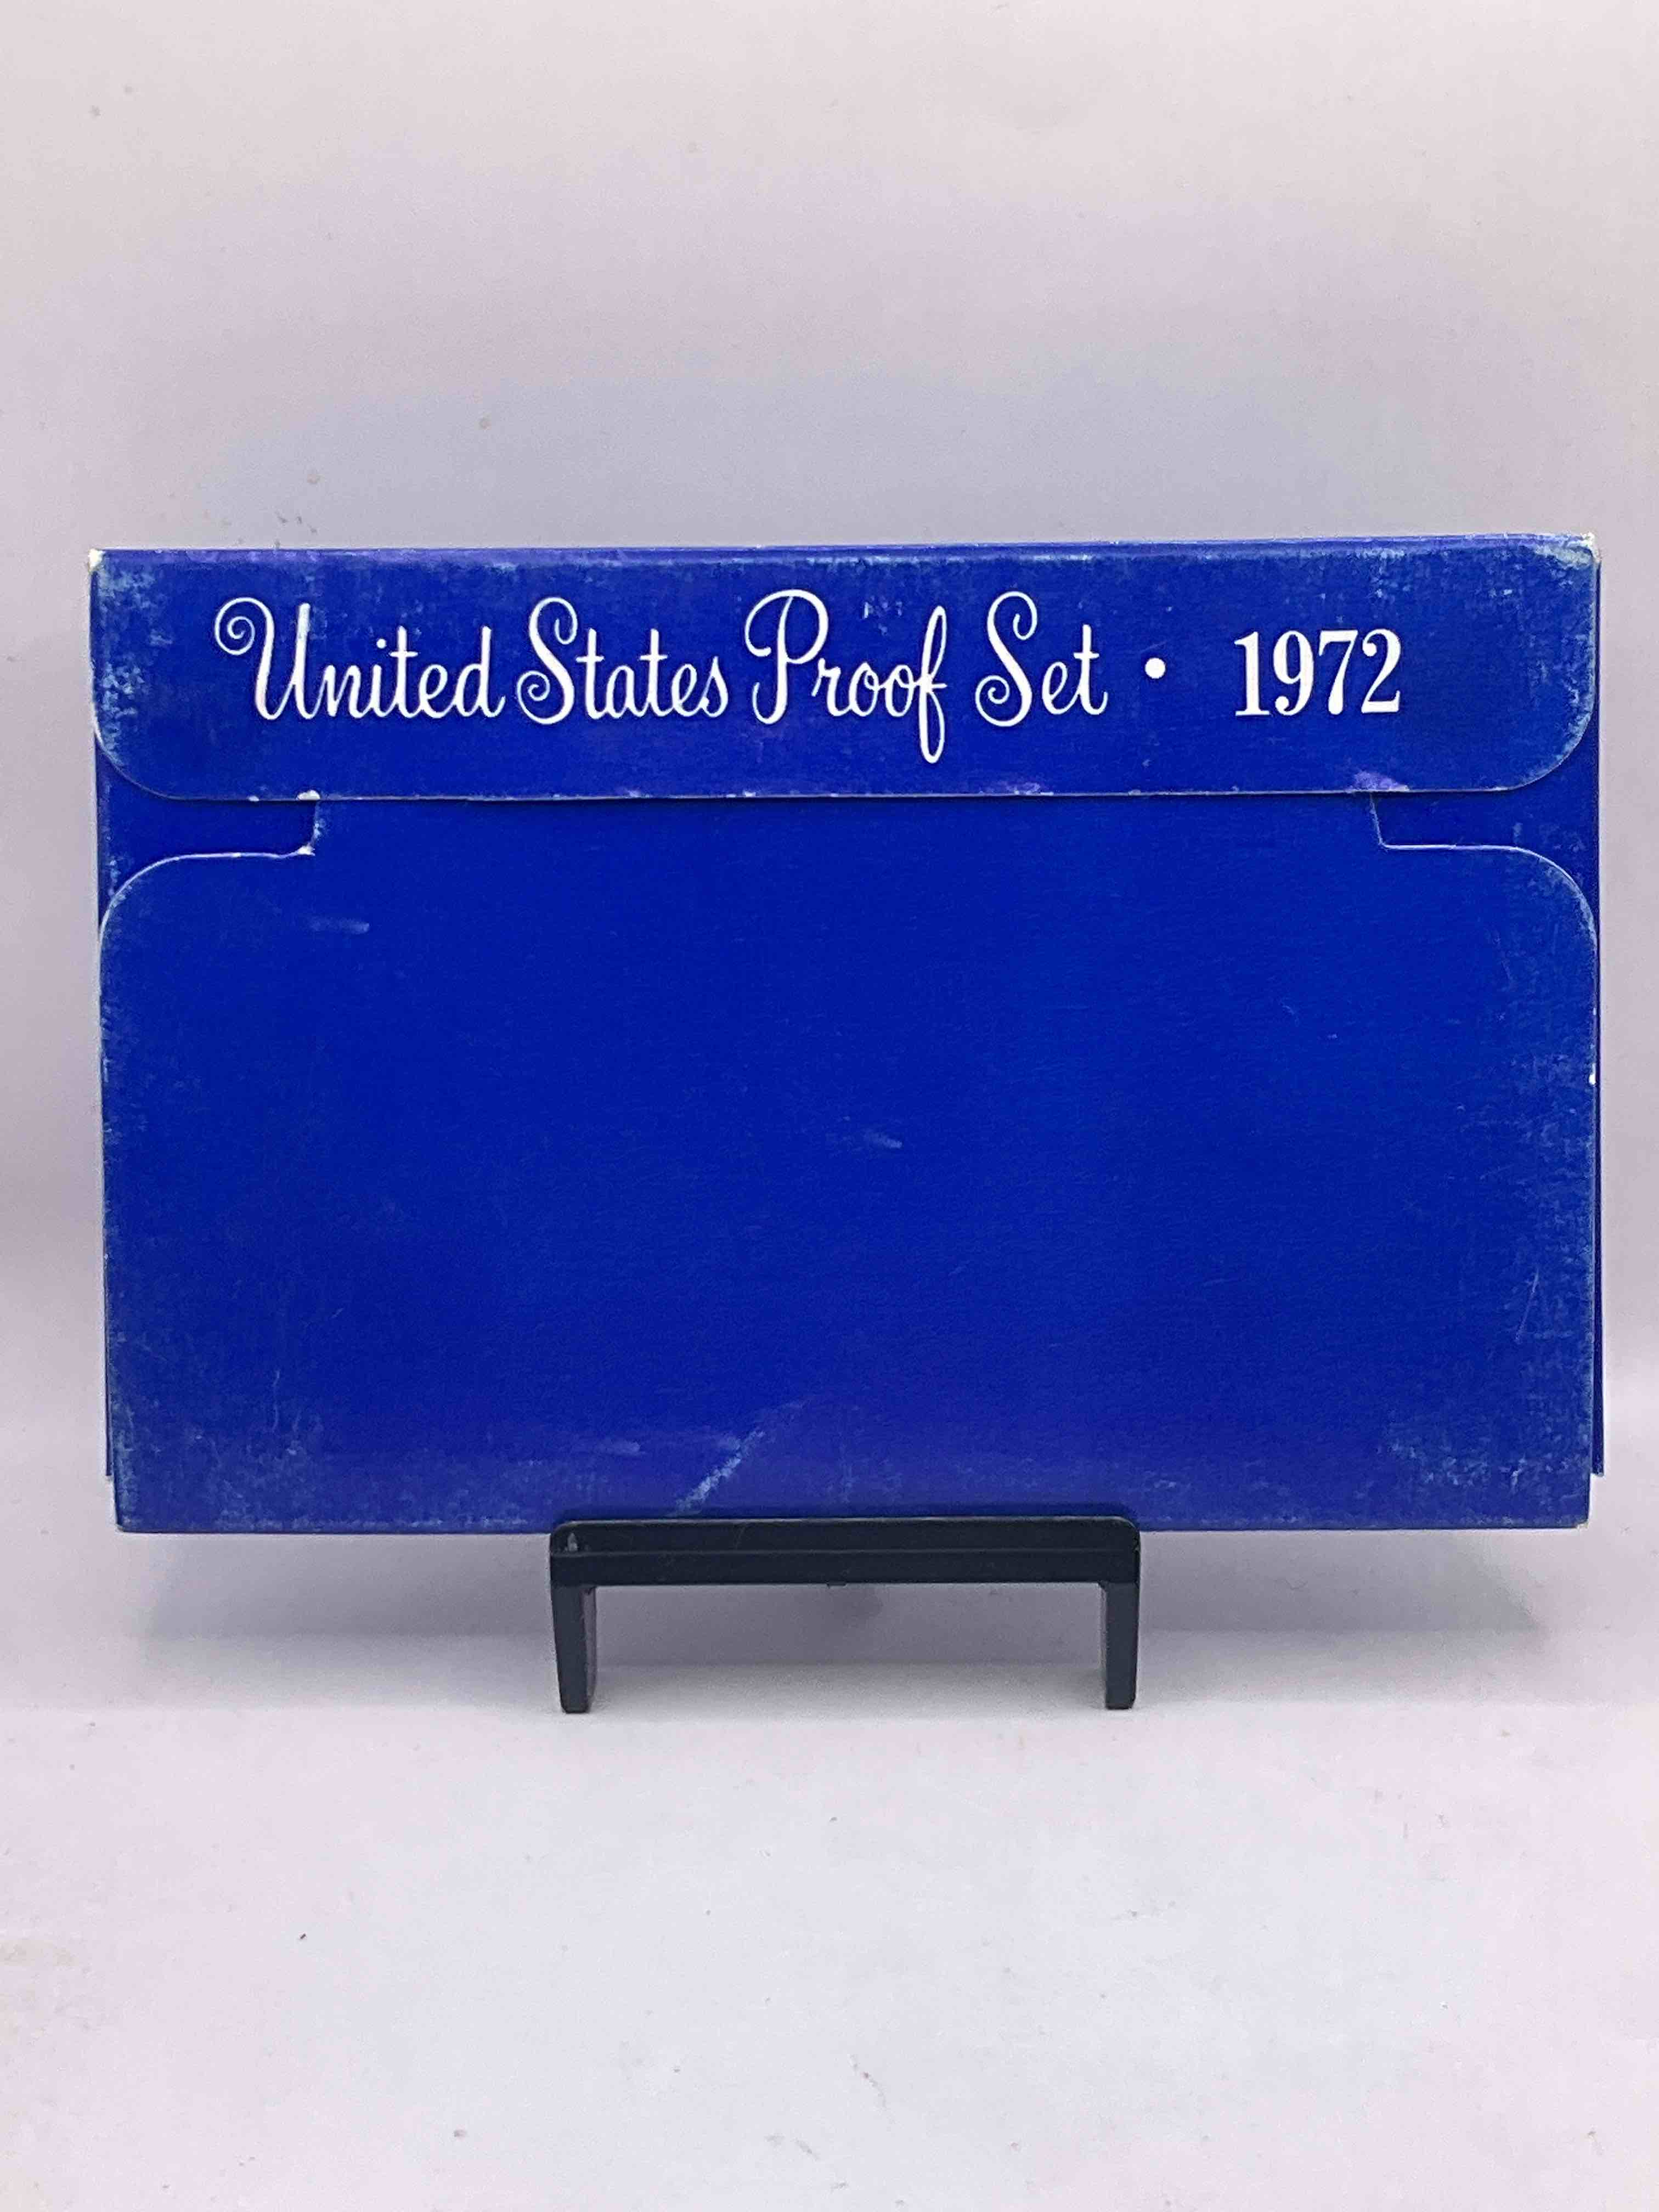 United States Proof Set • 1972